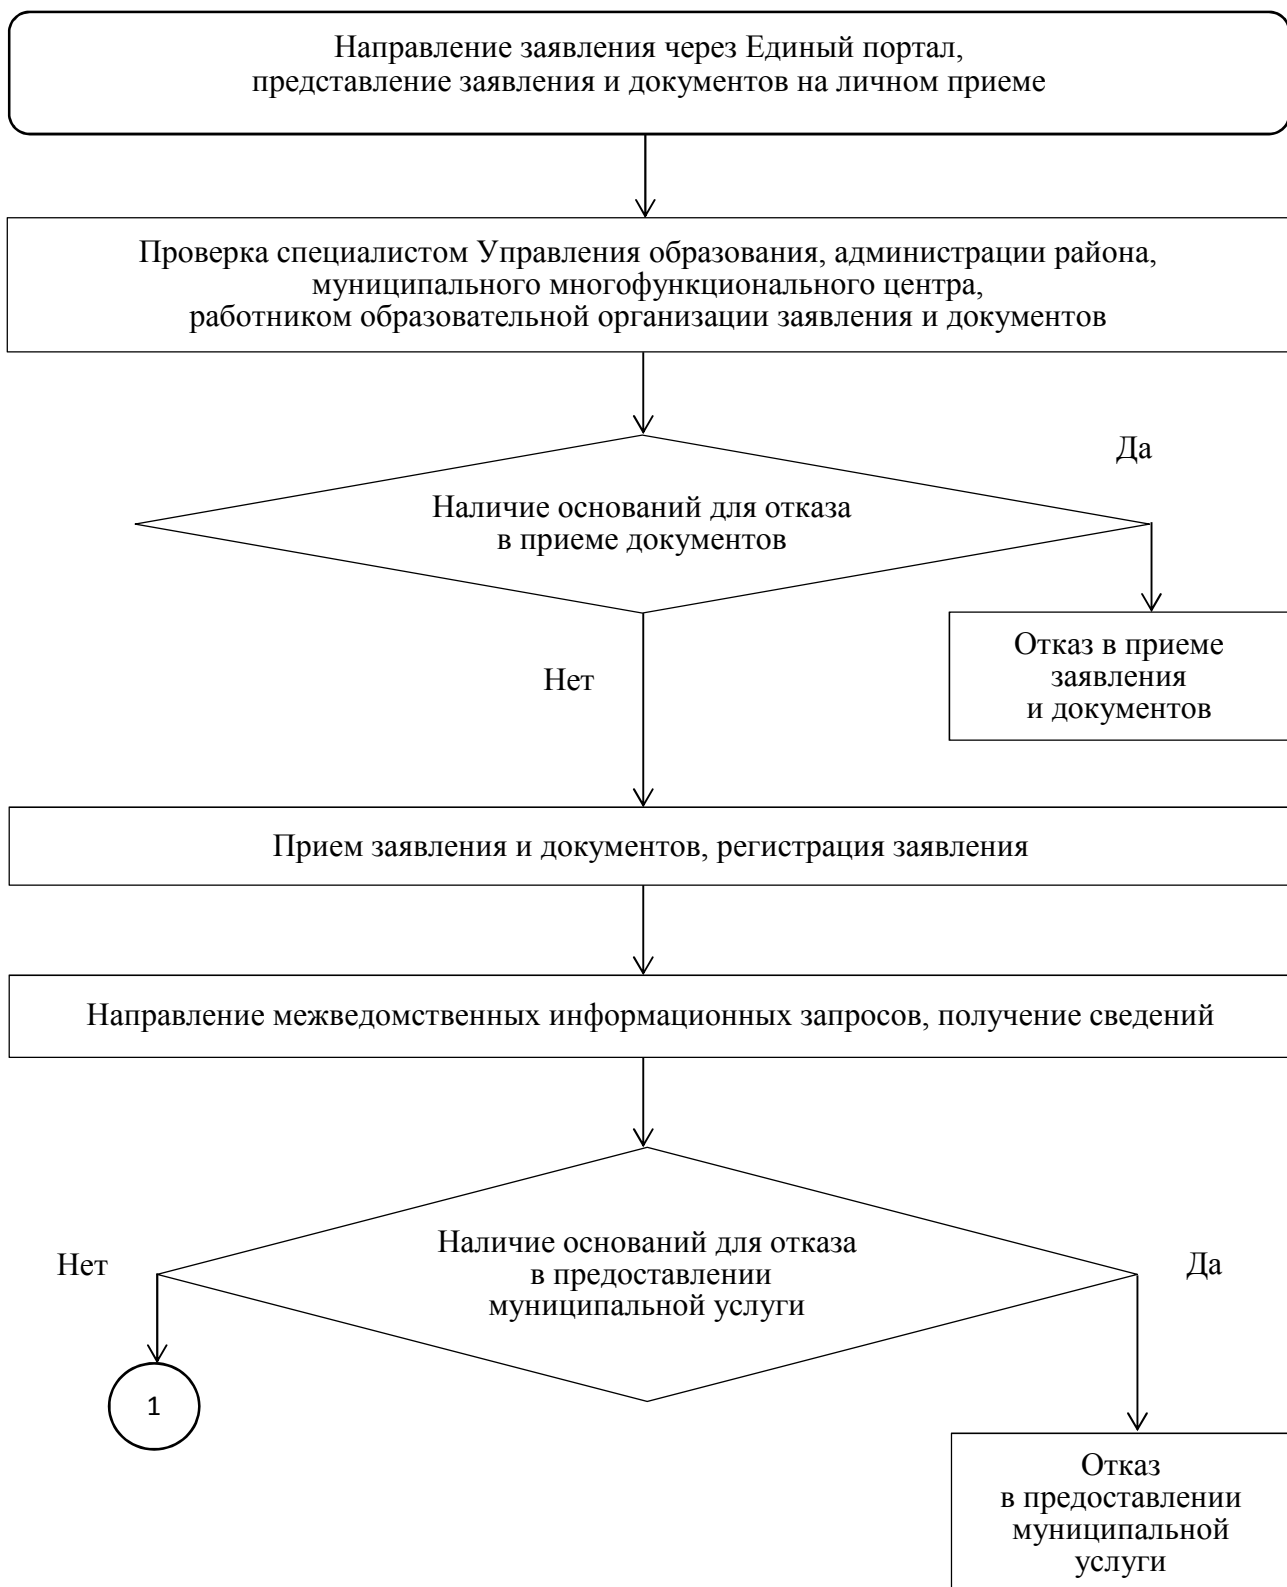 Направление заявления через Единый портал,
представление заявления и документов на личном приеме
Проверка специалистом Управления образования, администрации района,
муниципального многофункционального центра,
работником образовательной организации заявления и документов
Да
Наличие оснований для отказа
в приеме документов
Отказ в приеме
заявления
и документов
Нет
Прием заявления и документов, регистрация заявления
Направление межведомственных информационных запросов, получение сведений
Наличие оснований для отказа
в предоставлении
муниципальной услуги
Нет
Да
1
Отказ
в предоставлении
муниципальной
услуги